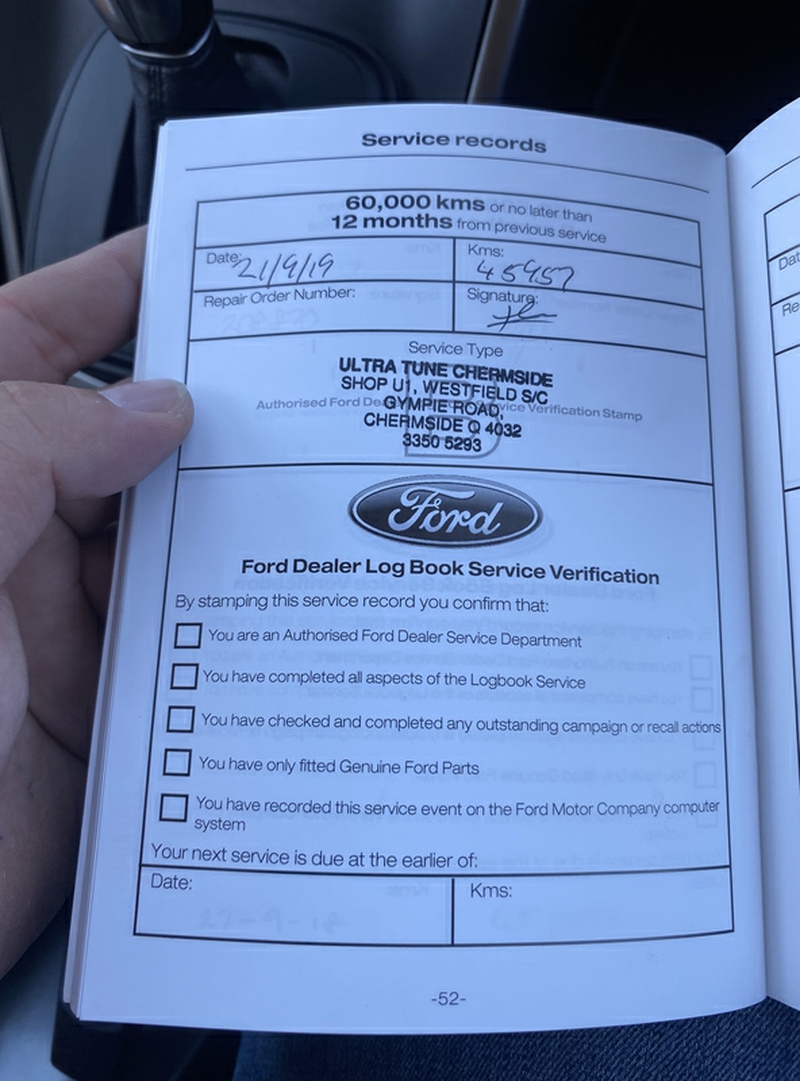 Service records
60,000 kms or no later than
12 months from previous service
Date: 21/9/19
Kms: 45957
Repair Order Number:
Signature:
Service Type
ULTRA TUNE CHERMSIDE
SHOP U1, WESTFIELD S/C
Authorised Ford Service Verification Stamp
GYMPIE ROAD,
CHERMSIDE Q 4032
3350 5293
Ford
Ford Dealer Log Book Service Verification
By stamping this service record you confirm that:
You are an Authorised Ford Dealer Service Department
You have completed all aspects of the Logbook Service
You have checked and completed any outstanding campaign or recall actions
You have only fitted Genuine Ford Parts
You have recorded this service event on the Ford Motor Company computer
system
Your next service is due at the earlier of:
Date:
Kms:
-52-
Dat
Re